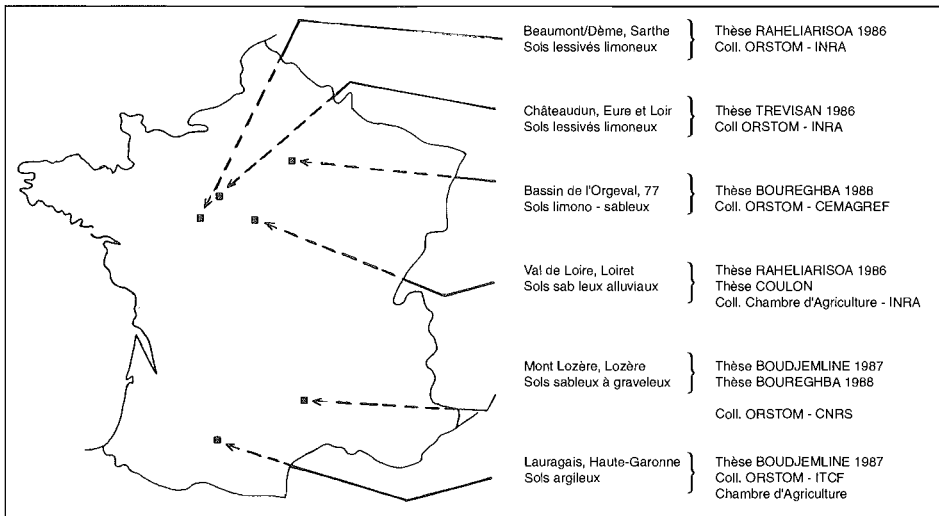 Beaumont/Dème, Sarthe
Sols lessivés limoneux
Thèse RAHELIARISOA 1986
Coll. ORSTOM - INRA
Châteaudun, Eure et Loir
Sols lessivés limoneux
Thèse TREVISAN 1986
Coll ORSTOM - INRA
Bassin de l'Orgeval, 77
Sols limono - sableux
Thèse BOUREGHBA 1988
Coll. ORSTOM - CEMAGREF
Val de Loire, Loiret
Sols sab leux alluviaux
Thèse RAHELIARISOA 1986
Thèse COULON
Coll. Chambre d'Agriculture - INRA
Mont Lozère, Lozère
Sols sableux à graveleux
Thèse BOUDJEMLINE 1987
Thèse BOUREGHBA 1988
Coll. ORSTOM - CNRS
Lauragais, Haute-Garonne
Sols argileux
Thèse BOUDJEMLINE 1987
Coll. ORSTOM - ITCF
Chambre d'Agriculture